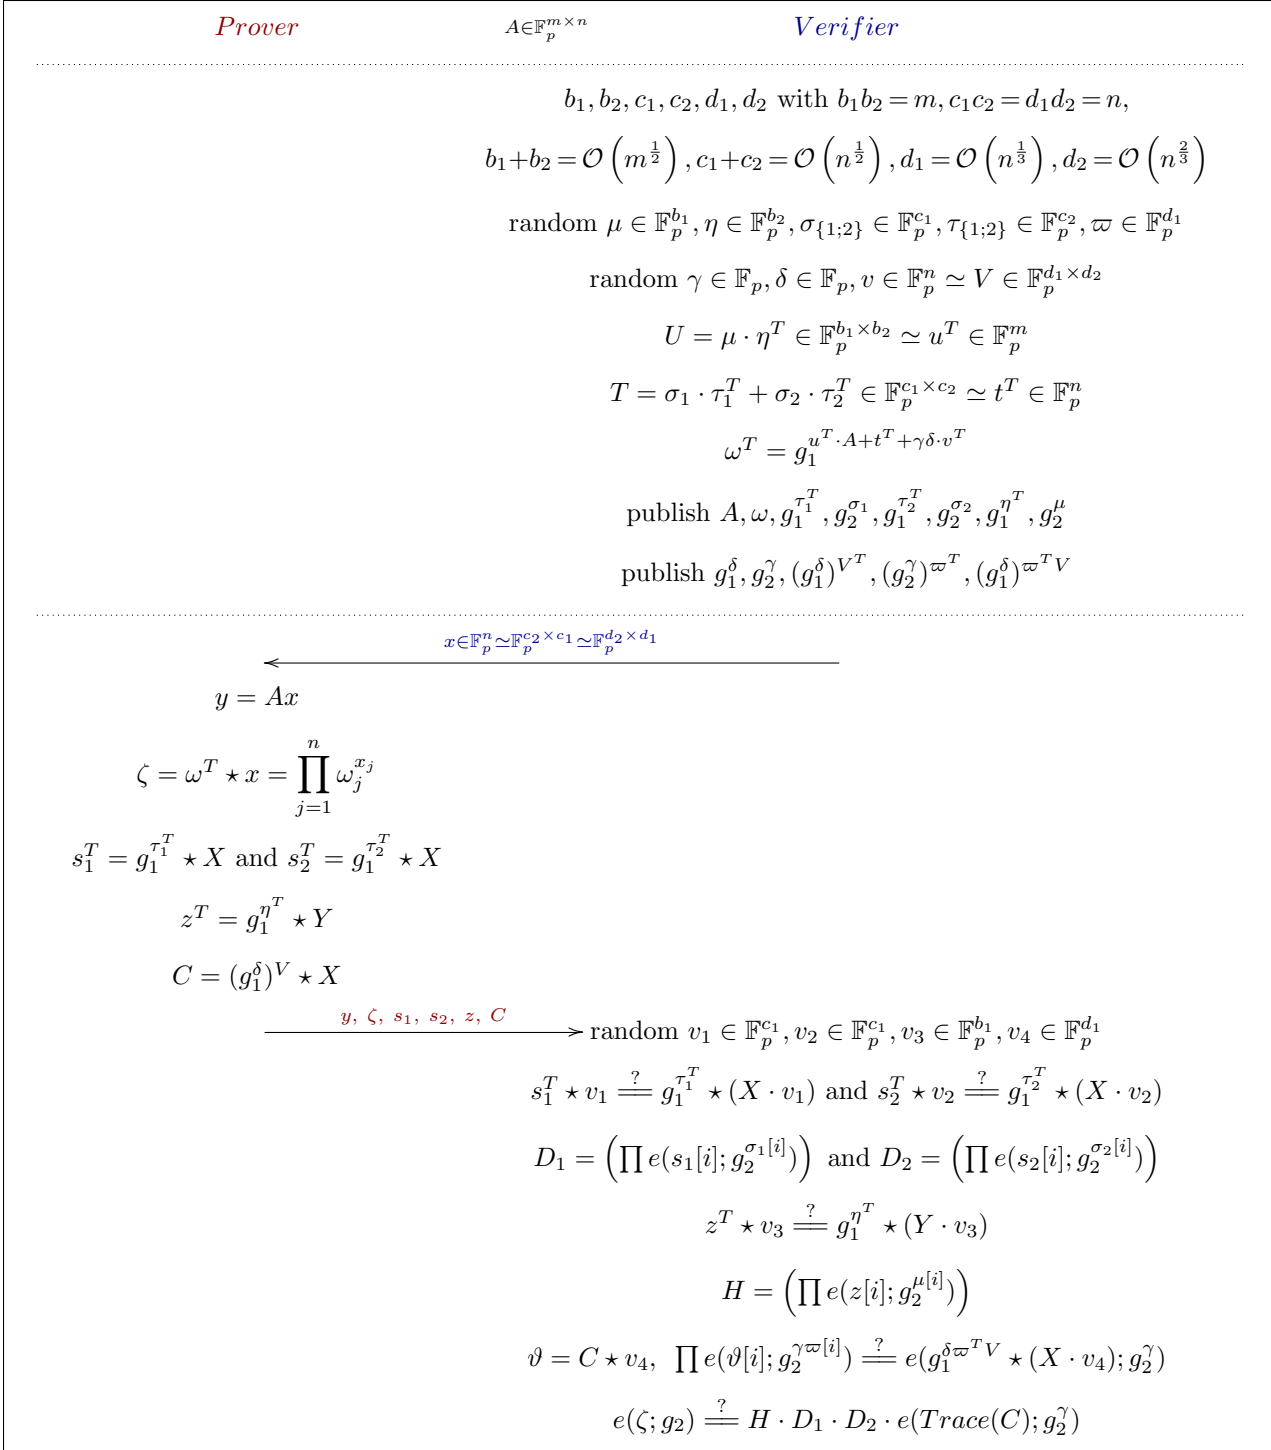 Prover A∈𝔽_p^{m×n} Verifier
b_1, b_2, c_1, c_2, d_1, d_2 with b_1b_2 = m, c_1c_2 = d_1d_2 = n,
b_1+b_2 = 𝒪(m^{1/2}), c_1+c_2 = 𝒪(n^{1/2}), d_1 = 𝒪(n^{1/3}), d_2 = 𝒪(n^{2/3})
random μ ∈ 𝔽_p^{b_1}, η ∈ 𝔽_p^{b_2}, σ_{\{1;2\}} ∈ 𝔽_p^{c_1}, τ_{\{1;2\}} ∈ 𝔽_p^{c_2}, ϖ ∈ 𝔽_p^{d_1}
random γ ∈ 𝔽_p, δ ∈ 𝔽_p, v ∈ 𝔽_p^n ≃ V ∈ 𝔽_p^{d_1×d_2}
U = μ · η^T ∈ 𝔽_p^{b_1×b_2} ≃ u^T ∈ 𝔽_p^m
T = σ_1 · τ_1^T + σ_2 · τ_2^T ∈ 𝔽_p^{c_1×c_2} ≃ t^T ∈ 𝔽_p^n
ω^T = g_1^{u^T·A+t^T+γδ·v^T}
publish A, ω, g_1^{τ_1^T}, g_2^{σ_1}, g_1^{τ_2^T}, g_2^{σ_2}, g_1^{η^T}, g_2^μ
publish g_1^δ, g_2^γ, (g_1^δ)^{V^T}, (g_2^γ)^{ϖ^T}, (g_1^δ)^{ϖ^T V}
x∈𝔽_p^n≃𝔽_p^{c_2×c_1}≃𝔽_p^{d_2×d_1}
y = Ax
ζ = ω^T ⋆ x = ∏_{j=1}^{n} ω_j^{x_j}
s_1^T = g_1^{τ_1^T} ⋆ X and s_2^T = g_1^{τ_2^T} ⋆ X
z^T = g_1^{η^T} ⋆ Y
C = (g_1^δ)^V ⋆ X
y, ζ, s_1, s_2, z, C random v_1 ∈ 𝔽_p^{c_1}, v_2 ∈ 𝔽_p^{c_1}, v_3 ∈ 𝔽_p^{b_1}, v_4 ∈ 𝔽_p^{d_1}
s_1^T ⋆ v_1 =? g_1^{τ_1^T} ⋆ (X · v_1) and s_2^T ⋆ v_2 =? g_1^{τ_2^T} ⋆ (X · v_2)
D_1 = (∏ e(s_1[i]; g_2^{σ_1[i]})) and D_2 = (∏ e(s_2[i]; g_2^{σ_2[i]}))
z^T ⋆ v_3 =? g_1^{η^T} ⋆ (Y · v_3)
H = (∏ e(z[i]; g_2^{μ[i]}))
ϑ = C ⋆ v_4, ∏ e(ϑ[i]; g_2^{γϖ[i]}) =? e(g_1^{δϖ^T V} ⋆ (X · v_4); g_2^γ)
e(ζ; g_2) =? H · D_1 · D_2 · e(Trace(C); g_2^γ)